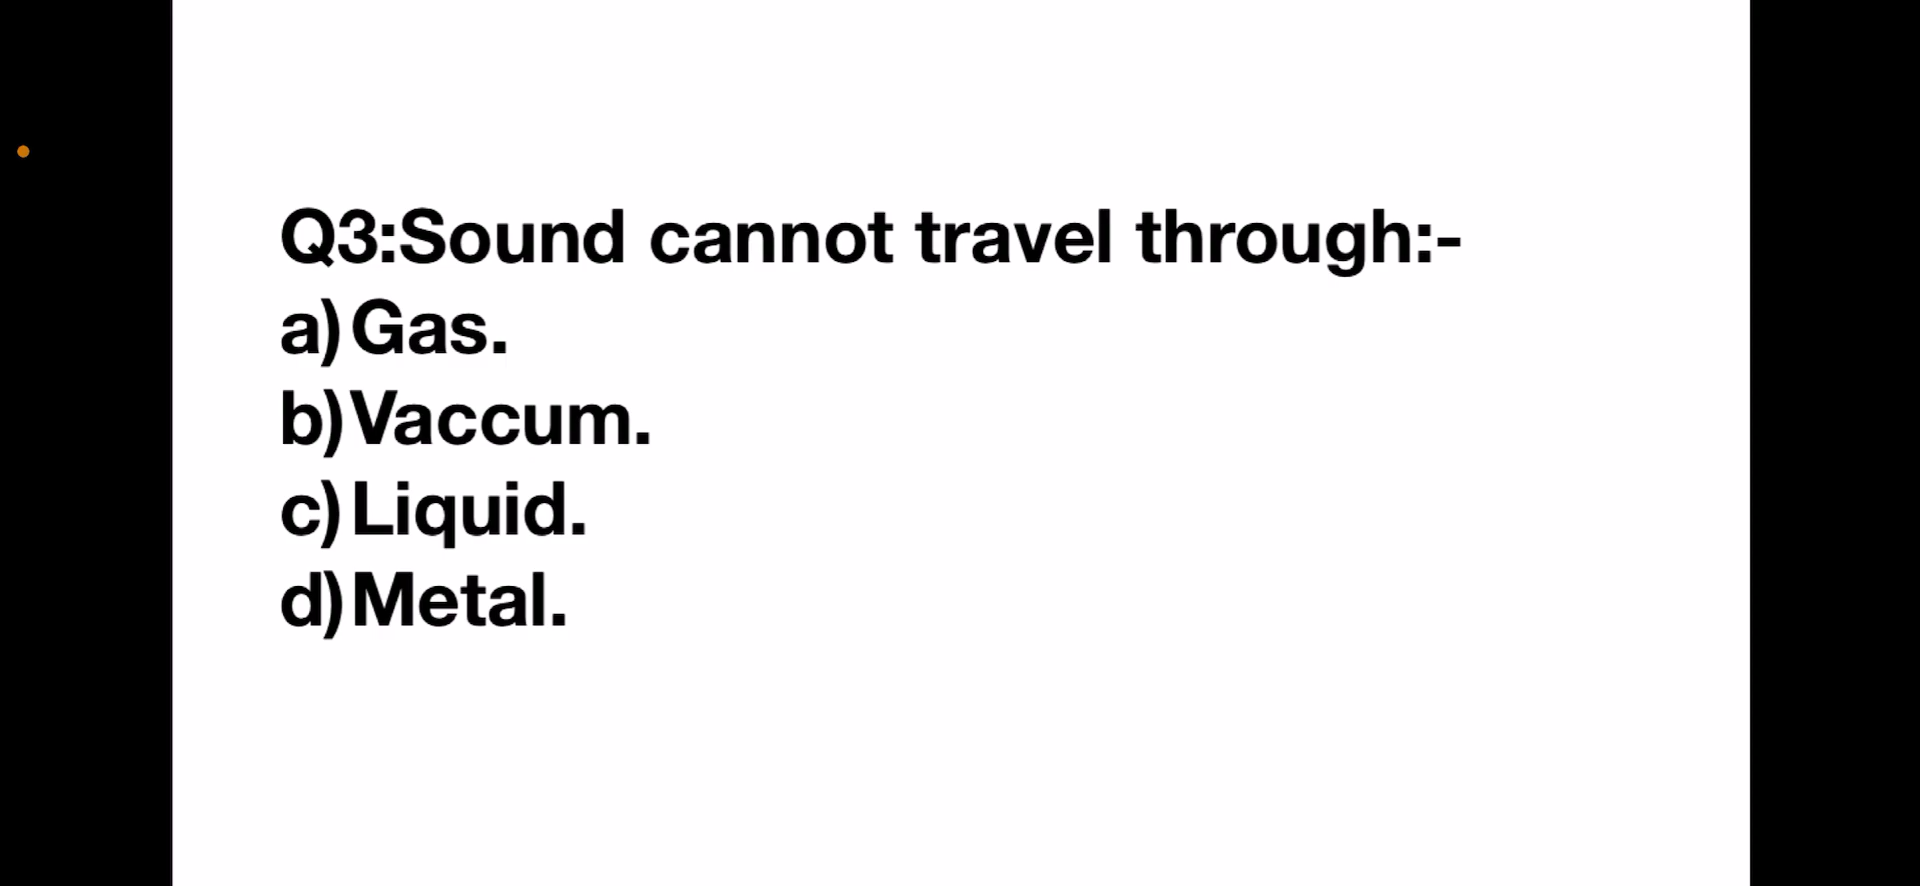 Q3:Sound cannot travel through:-
a)Gas.
b)Vaccum.
c)Liquid.
d)Metal.